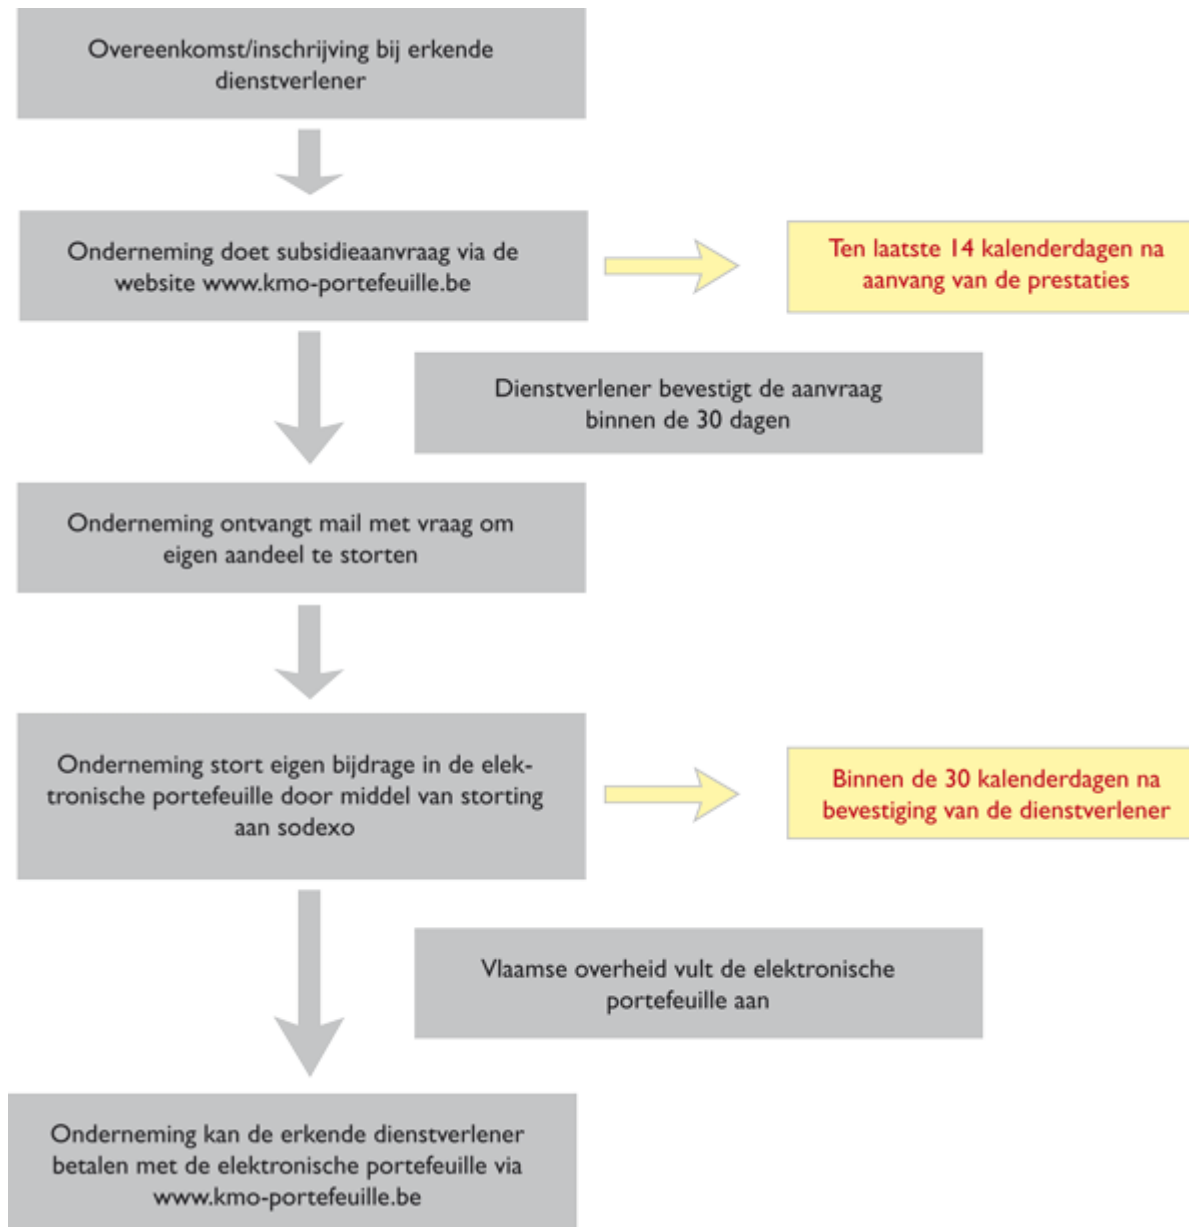 Overeenkomst/inschrijving bij erkende
dienstverlener
Onderneming doet subsidieaanvraag via de
website www.kmo-portefeuille.be
Ten laatste 14 kalenderdagen na
aanvang van de prestaties
Dienstverlener bevestigt de aanvraag
binnen de 30 dagen
Onderneming ontvangt mail met vraag om
eigen aandeel te storten
Onderneming stort eigen bijdrage in de elek-
tronische portefeuille door middel van storting
aan sodexo
Binnen de 30 kalenderdagen na
bevestiging van de dienstverlener
Vlaamse overheid vult de elektronische
portefeuille aan
Onderneming kan de erkende dienstverlener
betalen met de elektronische portefeuille via
www.kmo-portefeuille.be